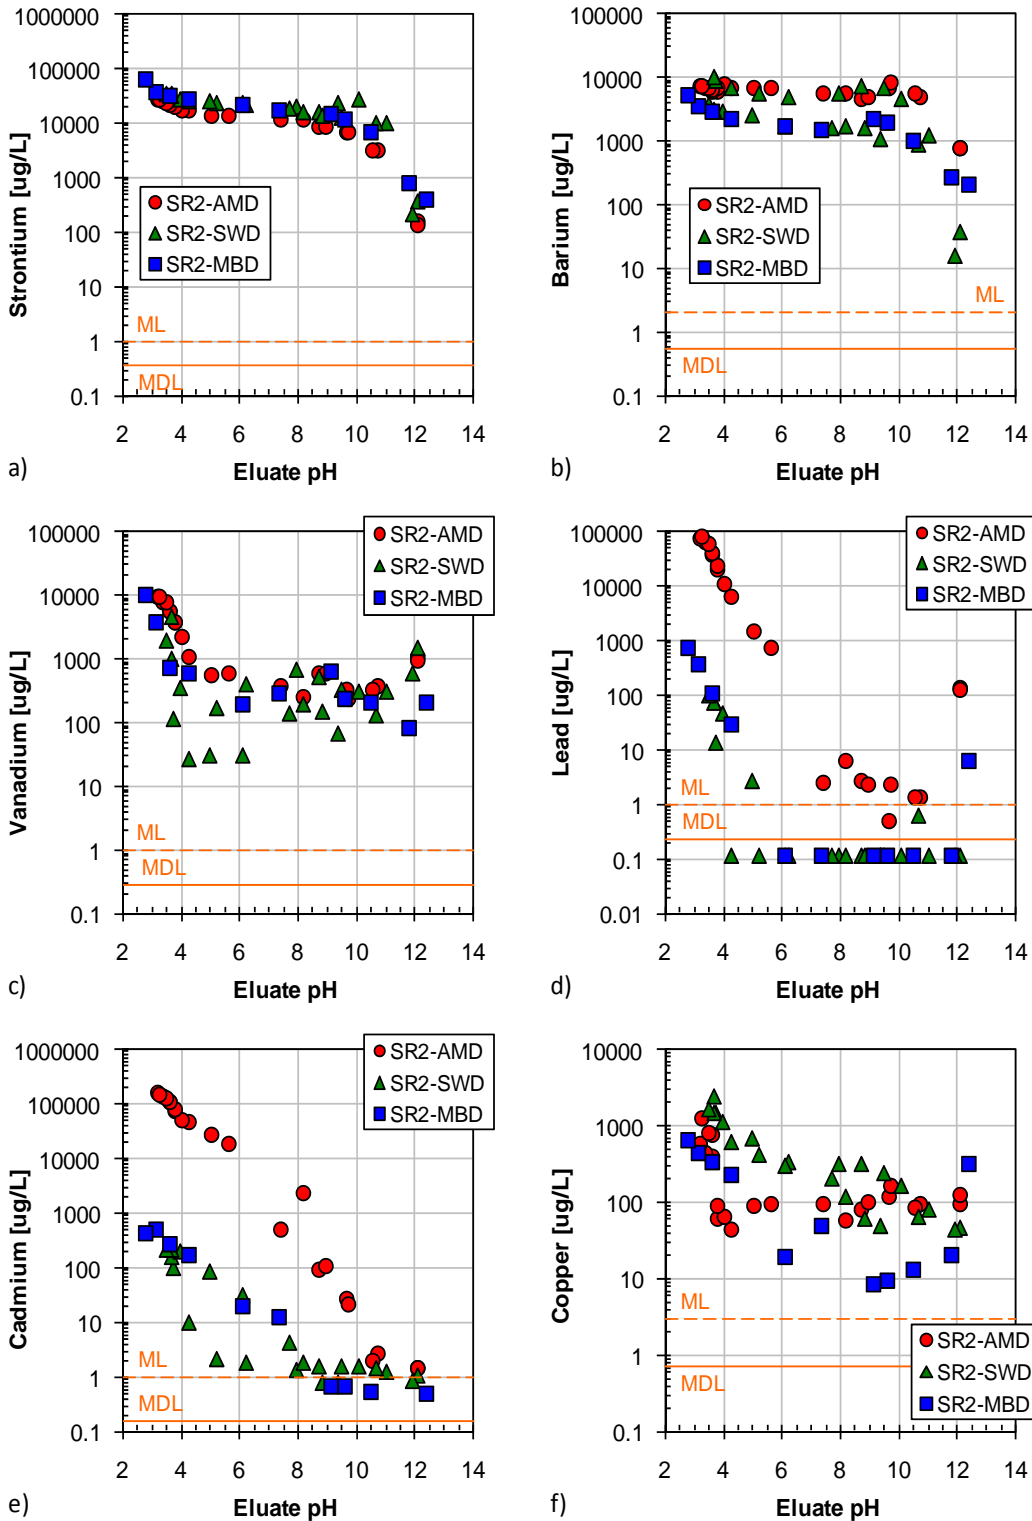 1000000
100000
10000
1000
100
10
1
0.1
Strontium [ug/L]
SR2-AMD
SR2-SWD
SR2-MBD
ML
MDL
2 4 6 8 10 12 14
Eluate pH
a)
100000
10000
1000
100
10
1
0.1
Barium [ug/L]
SR2-AMD
SR2-SWD
SR2-MBD
ML
MDL
2 4 6 8 10 12 14
Eluate pH
b)
100000
10000
1000
100
10
1
0.1
Vanadium [ug/L]
SR2-AMD
SR2-SWD
SR2-MBD
ML
MDL
2 4 6 8 10 12 14
Eluate pH
c)
100000
10000
1000
100
10
1
0.1
0.01
Lead [ug/L]
SR2-AMD
SR2-SWD
SR2-MBD
ML
MDL
2 4 6 8 10 12 14
Eluate pH
d)
1000000
100000
10000
1000
100
10
1
0.1
Cadmium [ug/L]
SR2-AMD
SR2-SWD
SR2-MBD
ML
MDL
2 4 6 8 10 12 14
Eluate pH
e)
10000
1000
100
10
1
0.1
Copper [ug/L]
ML
MDL
SR2-AMD
SR2-SWD
SR2-MBD
2 4 6 8 10 12 14
Eluate pH
f)